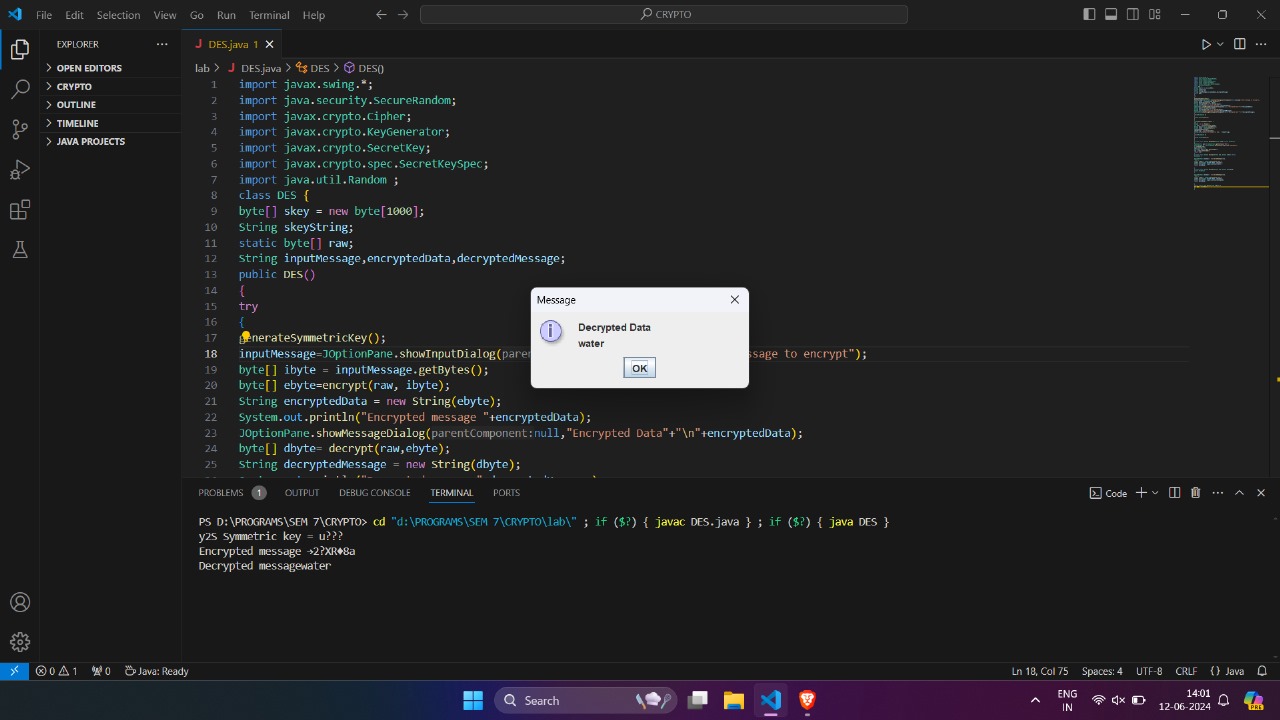 File Edit Selection View Go Run Terminal Help
CRYPTO
EXPLORER
OPEN EDITORS
CRYPTO
OUTLINE
TIMELINE
JAVA PROJECTS
DES.java 1
lab > DES.java > DES > DES()
1 import javax.swing.*;
2 import java.security.SecureRandom;
3 import javax.crypto.Cipher;
4 import javax.crypto.KeyGenerator;
5 import javax.crypto.SecretKey;
6 import javax.crypto.spec.SecretKeySpec;
7 import java.util.Random ;
8 class DES {
9 byte[] skey = new byte[1000];
10 String skeyString;
11 static byte[] raw;
12 String inputMessage,encryptedData,decryptedMessage;
13 public DES()
14 {
15 try
16 {
17 enerateSymmetricKey();
18 inputMessage=JOptionPane.showInputDialog(paren ssage to encrypt");
19 byte[] ibyte = inputMessage.getBytes();
20 byte[] ebyte=encrypt(raw, ibyte);
21 String encryptedData = new String(ebyte);
22 System.out.println("Encrypted message "+encryptedData);
23 JOptionPane.showMessageDialog(parentComponent:null,"Encrypted Data"+"\n"+encryptedData);
24 byte[] dbyte= decrypt(raw,ebyte);
25 String decryptedMessage = new String(dbyte);
Message
Decrypted Data
water
OK
PROBLEMS 1 OUTPUT DEBUG CONSOLE TERMINAL PORTS
Code
PS D:\PROGRAMS\SEM 7\CRYPTO> cd "d:\PROGRAMS\SEM 7\CRYPTO\lab\" ; if ($?) { javac DES.java } ; if ($?) { java DES }
y2S Symmetric key = u???
Encrypted message →2?XR♦8a
Decrypted messagewater
0 1 0 Java: Ready
Ln 18, Col 75 Spaces: 4 UTF-8 CRLF {} Java
Search
ENG
IN
14:01
12-06-2024
PRE